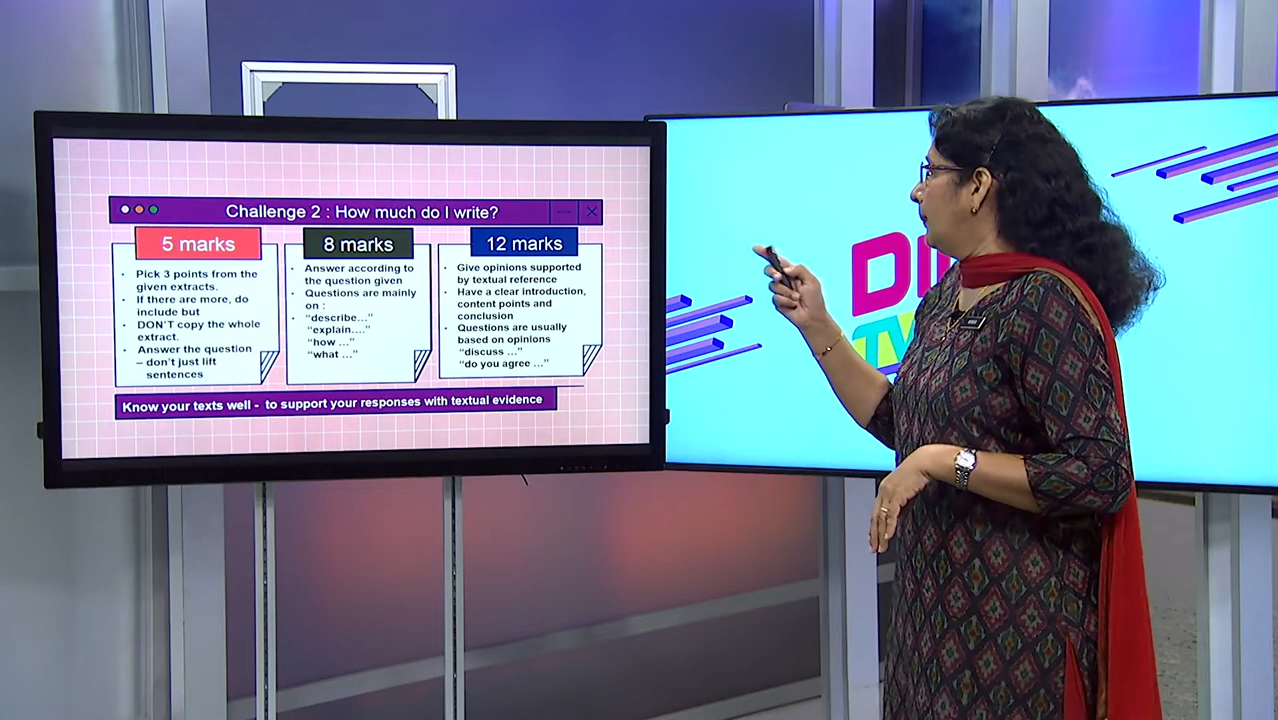 Challenge 2 : How much do I write?
5 marks
• Pick 3 points from the
given extracts.
• If there are more, do
include but
• DON'T copy the whole
extract.
• Answer the question
– don't just lift
sentences
8 marks
• Answer according to
the question given
• Questions are mainly
on :
• "describe…"
"explain…."
"how …"
"what …"
12 marks
• Give opinions supported
by textual reference
• Have a clear introduction,
content points and
conclusion
• Questions are usually
based on opinions
"discuss …"
"do you agree …"
Know your texts well - to support your responses with textual evidence
TV